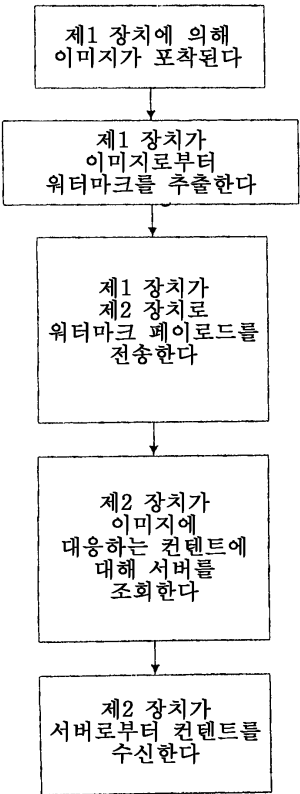 제1 장치에 의해
이미지가 포착된다
제1 장치가
이미지로부터
워터마크를 추출한다
제1 장치가
제2 장치로
워터마크 페이로드를
전송한다
제2 장치가
이미지에
대응하는 컨텐트에
대해 서버를
조회한다
제2 장치가
서버로부터 컨텐트를
수신한다